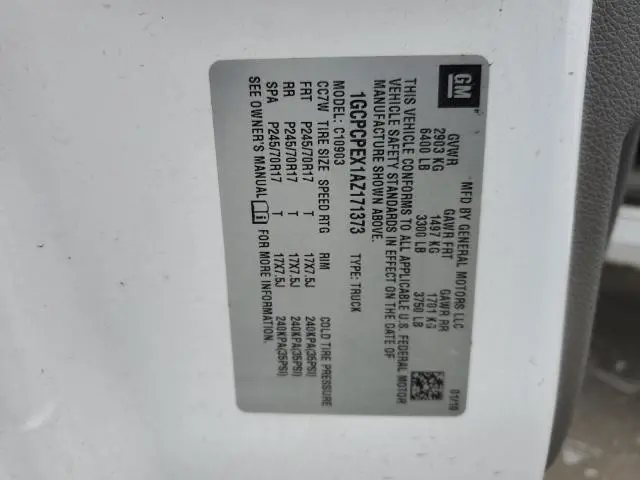 GM
MFD BY GENERAL MOTORS LLC
01/10
GVWR GAWR FRT GAWR RR
2903 KG 1497 KG 1701 KG
6400 LB 3300 LB 3750 LB
THIS VEHICLE CONFORMS TO ALL APPLICABLE U.S. FEDERAL MOTOR
VEHICLE SAFETY STANDARDS IN EFFECT ON THE DATE OF
MANUFACTURE SHOWN ABOVE.
1GCPCPEX1AZ171373 TYPE: TRUCK
MODEL: C10903
CC7W TIRE SIZE SPEED RTG RIM COLD TIRE PRESSURE
FRT P245/70R17 T 17X7.5J 240KPA(35PSI)
RR P245/70R17 T 17X7.5J 240KPA(35PSI)
SPA P245/70R17 T 17X7.5J 240KPA(35PSI)
SEE OWNER'S MANUAL FOR MORE INFORMATION.